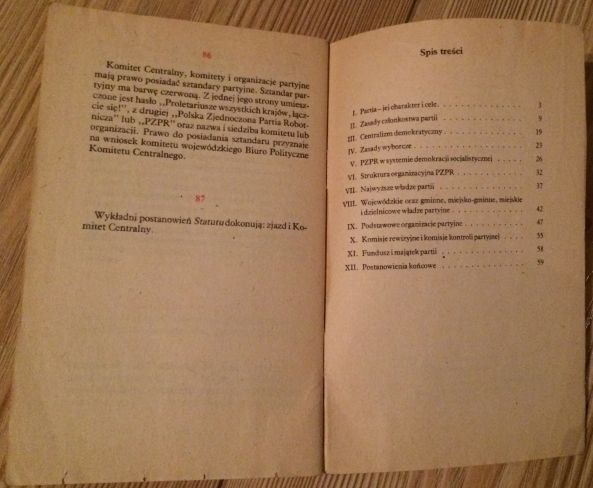 86
Komitet Centralny, komitety i organizacje partyjne
mają prawo posiadać sztandary partyjne. Sztandar par-
tyjny ma barwę czerwoną. Z jednej jego strony umiesz-
czone jest hasło „Proletariusze wszystkich krajów, łącz-
cie się!", z drugiej „Polska Zjednoczona Partia Robot-
nicza" lub „PZPR" oraz nazwa i siedziba komitetu lub
organizacji. Prawo do posiadania sztandaru przyznaje
na wniosek komitetu wojewódzkiego Biuro Polityczne
Komitetu Centralnego.
87
Wykładni postanowień Statutu dokonują: zjazd i Ko-
mitet Centralny.
Spis treści
I. Partia – jej charakter i cele . . . . . . . . . . 3
II. Zasady członkostwa partii . . . . . . . . . . 9
III. Centralizm demokratyczny . . . . . . . . . . 19
IV. Zasady wyborcze . . . . . . . . . . 23
V. PZPR w systemie demokracji socjalistycznej . . . . . 26
VI. Struktura organizacyjna PZPR . . . . . . . . . . 32
VII. Najwyższe władze partii . . . . . . . . . . 37
VIII. Wojewódzkie oraz gminne, miejsko-gminne, miejskie
i dzielnicowe władze partyjne . . . . . . . . . . 42
IX. Podstawowe organizacje partyjne . . . . . . . . . . 47
X. Komisje rewizyjne i komisje kontroli partyjnej . . . . . 55
XI. Fundusz i majątek partii . . . . . . . . . . 58
XII. Postanowienia końcowe . . . . . . . . . . 59